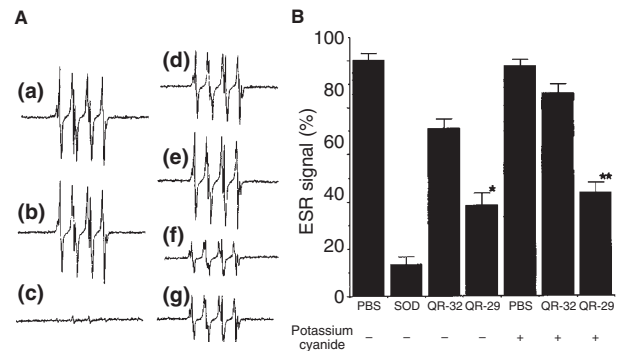 A
(a)
(b)
(c)
(d)
(e)
(f)
(g)
B
ESR signal (%)
100
80
60
40
20
0
*
**
PBS SOD QR-32 QR-29 PBS QR-32 QR-29
Potassium
cyanide
– – – – + + +